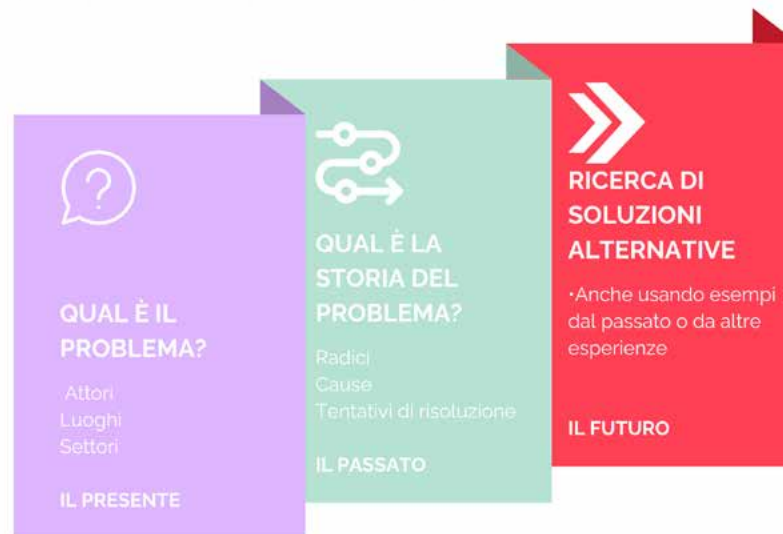 QUAL È IL
PROBLEMA?
Attori
Luoghi
Settori
IL PRESENTE
QUAL È LA
STORIA DEL
PROBLEMA?
Radici
Cause
Tentativi di risoluzione
IL PASSATO
RICERCA DI
SOLUZIONI
ALTERNATIVE
•Anche usando esempi
dal passato o da altre
esperienze
IL FUTURO